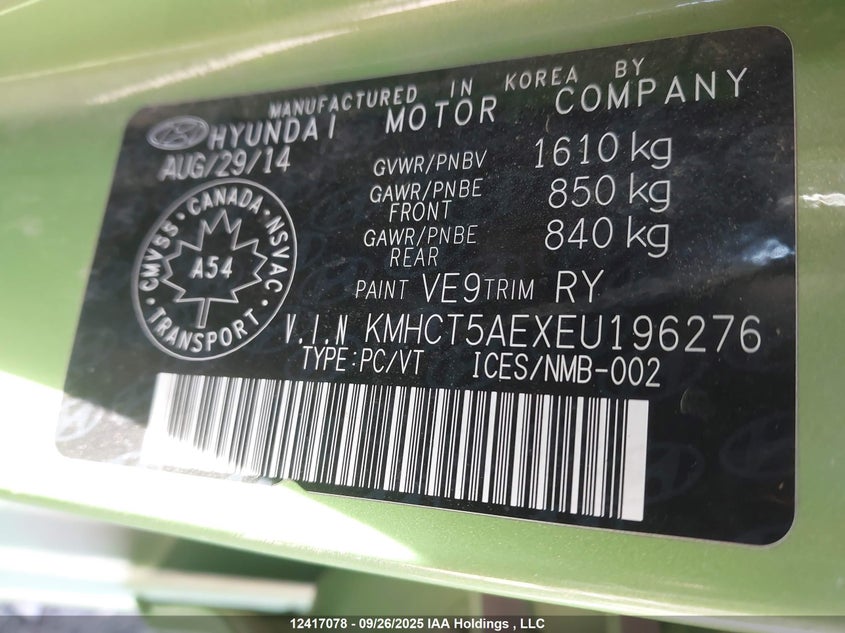 MANUFACTURED IN KOREA BY
HYUNDAI MOTOR COMPANY
AUG/29/14
GVWR/PNBV 1610 kg
GAWR/PNBE FRONT 850 kg
GAWR/PNBE REAR 840 kg
CMVSS • CANADA • NSVAC • TRANSPORT •
A54
PAINT VE9 TRIM RY
V.I.N KMHCT5AEXEU196276
TYPE:PC/VT ICES/NMB-002
12417078 - 09/26/2025 IAA Holdings , LLC